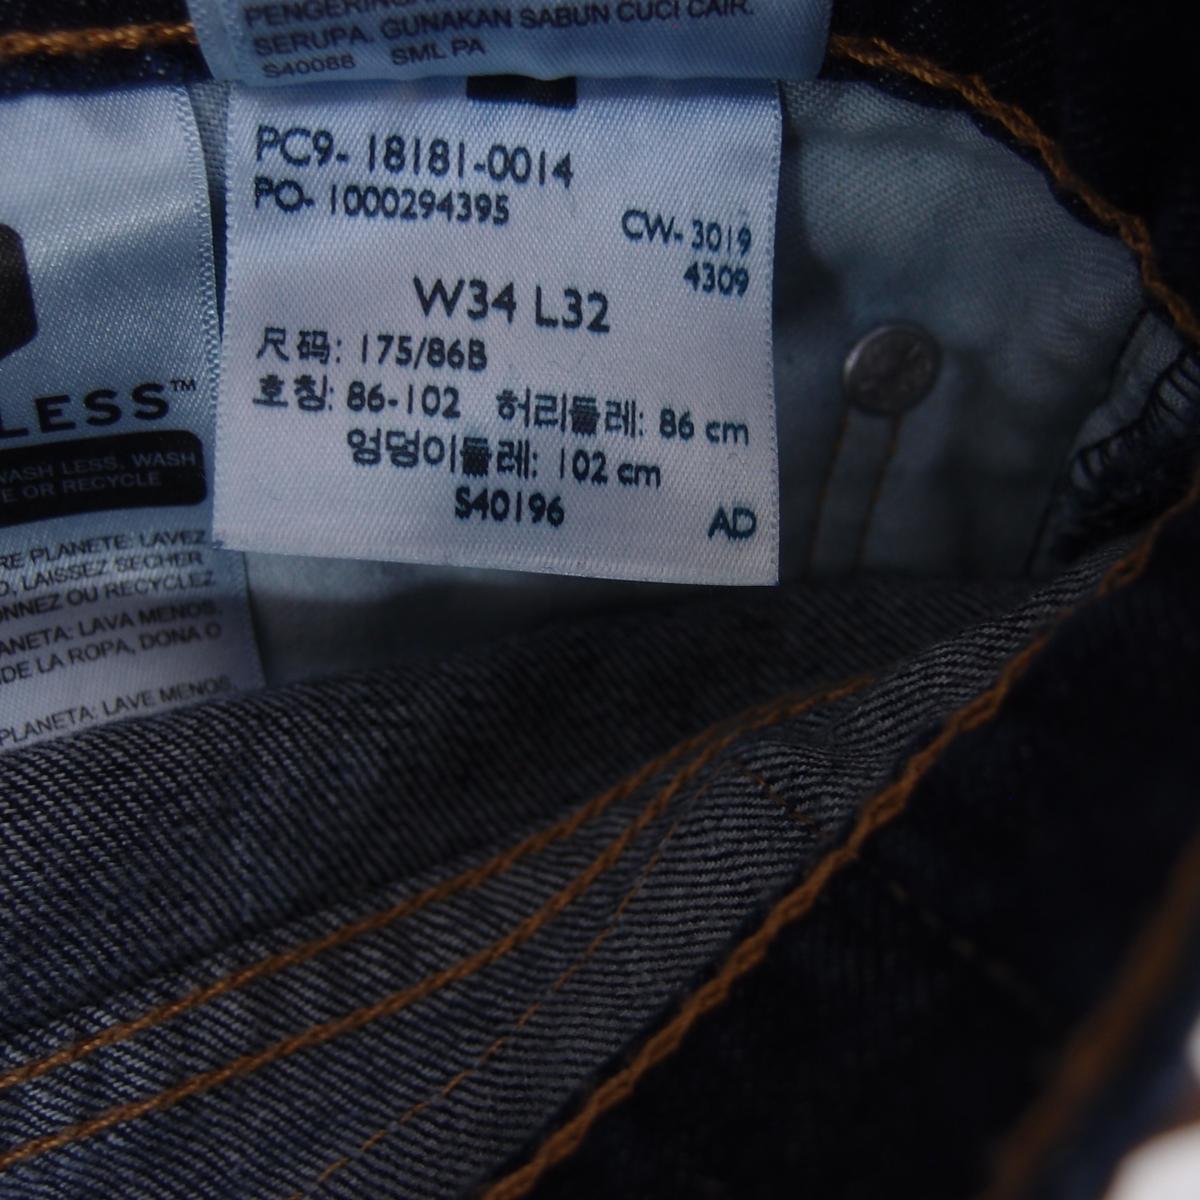 PENGERING
SERUPA. GUNAKAN SABUN CUCI CAIR.
S40088 SML PA
PC9- 18181-0014
PO- 1000294395
CW- 3019
4309
W34 L32
尺码: 175/86B
호칭: 86-102 허리둘레: 86 cm
엉덩이둘레: 102 cm
S40196
AD
LESS™
WASH LESS, WASH
E OR RECYCLE
RE PLANETE: LAVEZ
D, LAISSEZ SECHER
ONNEZ OU RECYCLEZ
ANETA: LAVA MENOS,
DE LA ROPA, DONA O
PLANETA: LAVE MENOS,